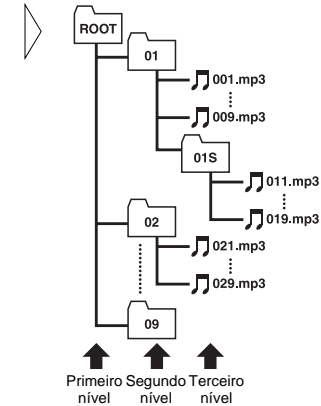 ROOT
01
001.mp3
009.mp3
01S
011.mp3
019.mp3
02
021.mp3
029.mp3
09
Primeiro Segundo Terceiro
nível nível nível